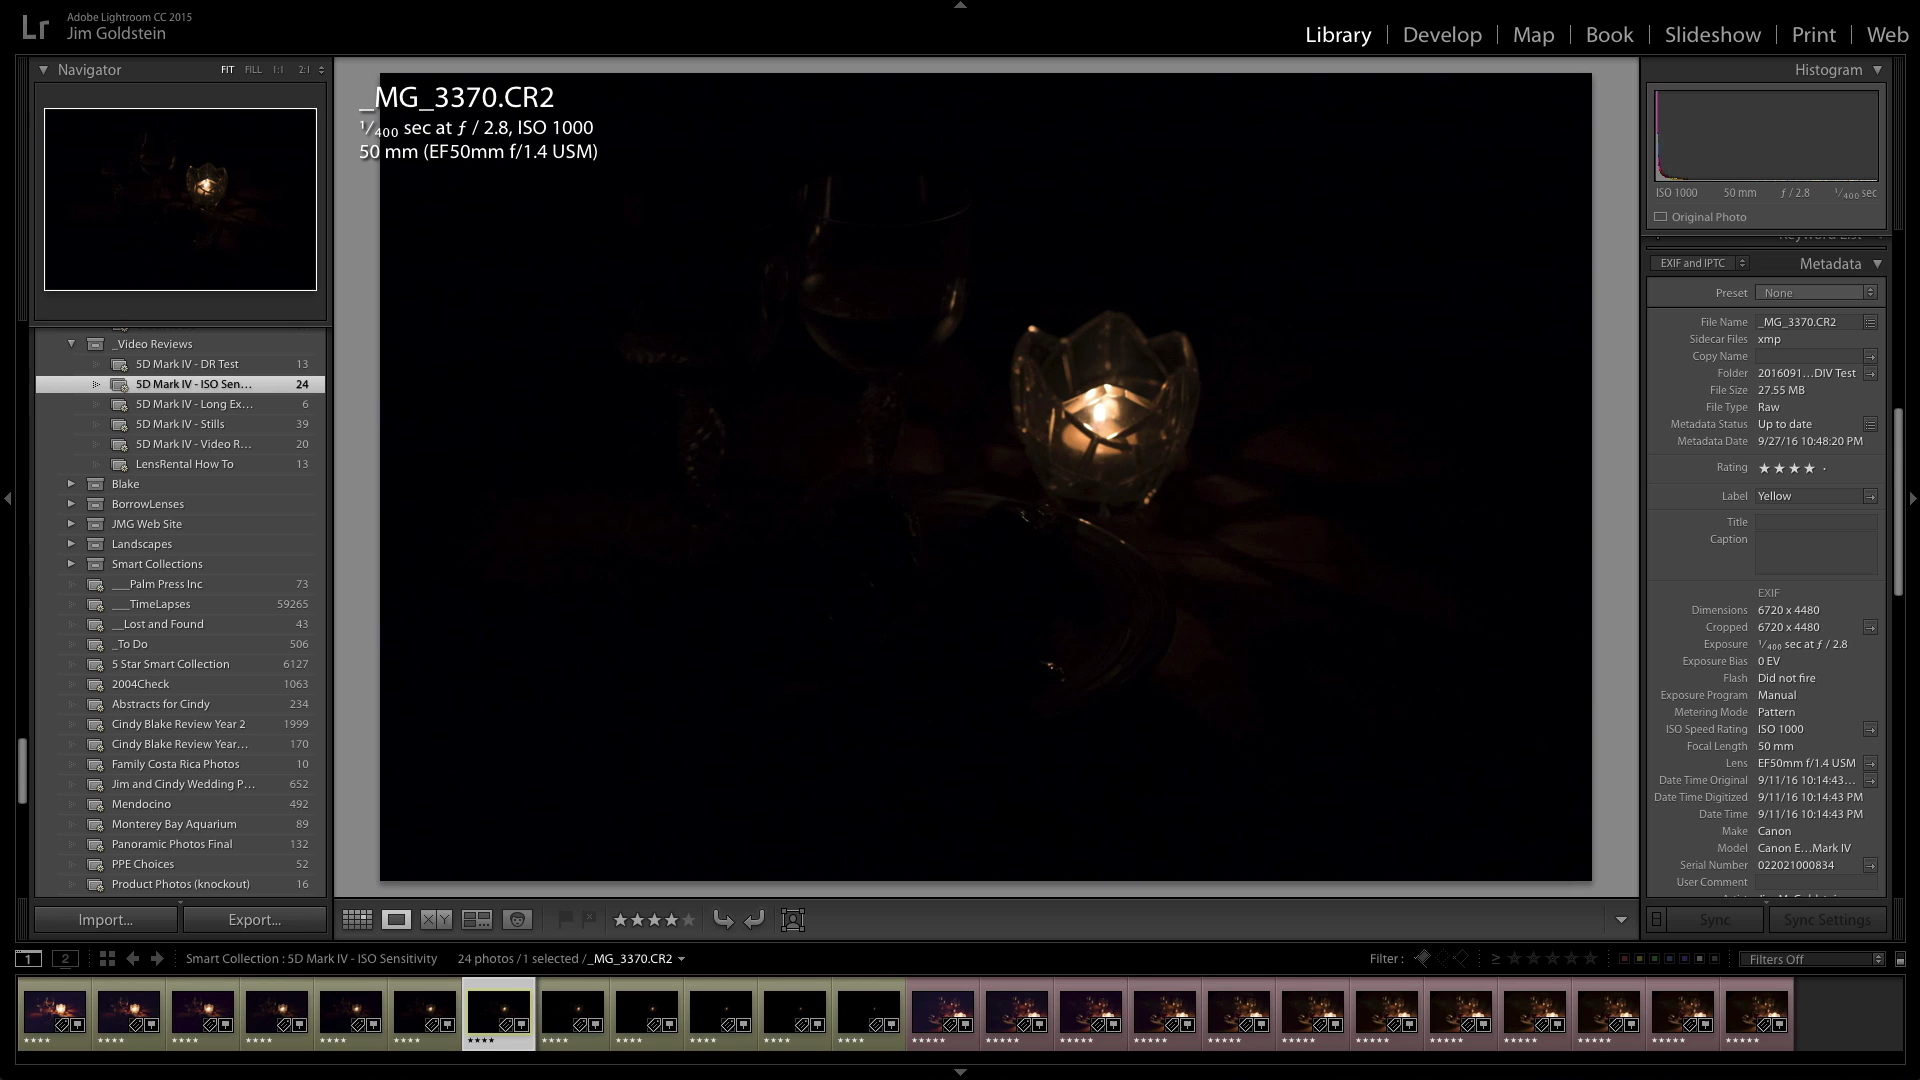 Lr
Adobe Lightroom CC 2015
Jim Goldstein
Library | Develop | Map | Book | Slideshow | Print | Web
Navigator FIT FILL 1:1 2:1
_Video Reviews
5D Mark IV - DR Test 13
5D Mark IV - ISO Sen... 24
5D Mark IV - Long Ex... 6
5D Mark IV - Stills 39
5D Mark IV - Video R... 20
LensRental How To 13
Blake
BorrowLenses
JMG Web Site
Landscapes
Smart Collections
___Palm Press Inc 73
___TimeLapses 59265
__Lost and Found 43
_To Do 506
5 Star Smart Collection 6127
2004Check 1063
Abstracts for Cindy 234
Cindy Blake Review Year 2 1999
Cindy Blake Review Year... 170
Family Costa Rica Photos 10
Jim and Cindy Wedding P... 652
Mendocino 492
Monterey Bay Aquarium 89
Panoramic Photos Final 132
PPE Choices 52
Product Photos (knockout) 16
Import... Export...
_MG_3370.CR2
1/400 sec at ƒ / 2.8, ISO 1000
50 mm (EF50mm f/1.4 USM)
X Y
Histogram
ISO 1000 50 mm ƒ / 2.8 1/400 sec
Original Photo
Keyword List
EXIF and IPTC Metadata
Preset None
File Name _MG_3370.CR2
Sidecar Files xmp
Copy Name
Folder 2016091...DIV Test
File Size 27.55 MB
File Type Raw
Metadata Status Up to date
Metadata Date 9/27/16 10:48:20 PM
Rating ★★★★ ·
Label Yellow
Title
Caption
EXIF
Dimensions 6720 x 4480
Cropped 6720 x 4480
Exposure 1/400 sec at ƒ / 2.8
Exposure Bias 0 EV
Flash Did not fire
Exposure Program Manual
Metering Mode Pattern
ISO Speed Rating ISO 1000
Focal Length 50 mm
Lens EF50mm f/1.4 USM
Date Time Original 9/11/16 10:14:43...
Date Time Digitized 9/11/16 10:14:43 PM
Date Time 9/11/16 10:14:43 PM
Make Canon
Model Canon E...Mark IV
Serial Number 022021000834
User Comment
Sync Sync Settings
1 2 Smart Collection : 5D Mark IV - ISO Sensitivity 24 photos / 1 selected / _MG_3370.CR2 Filter : ≥ Filters Off